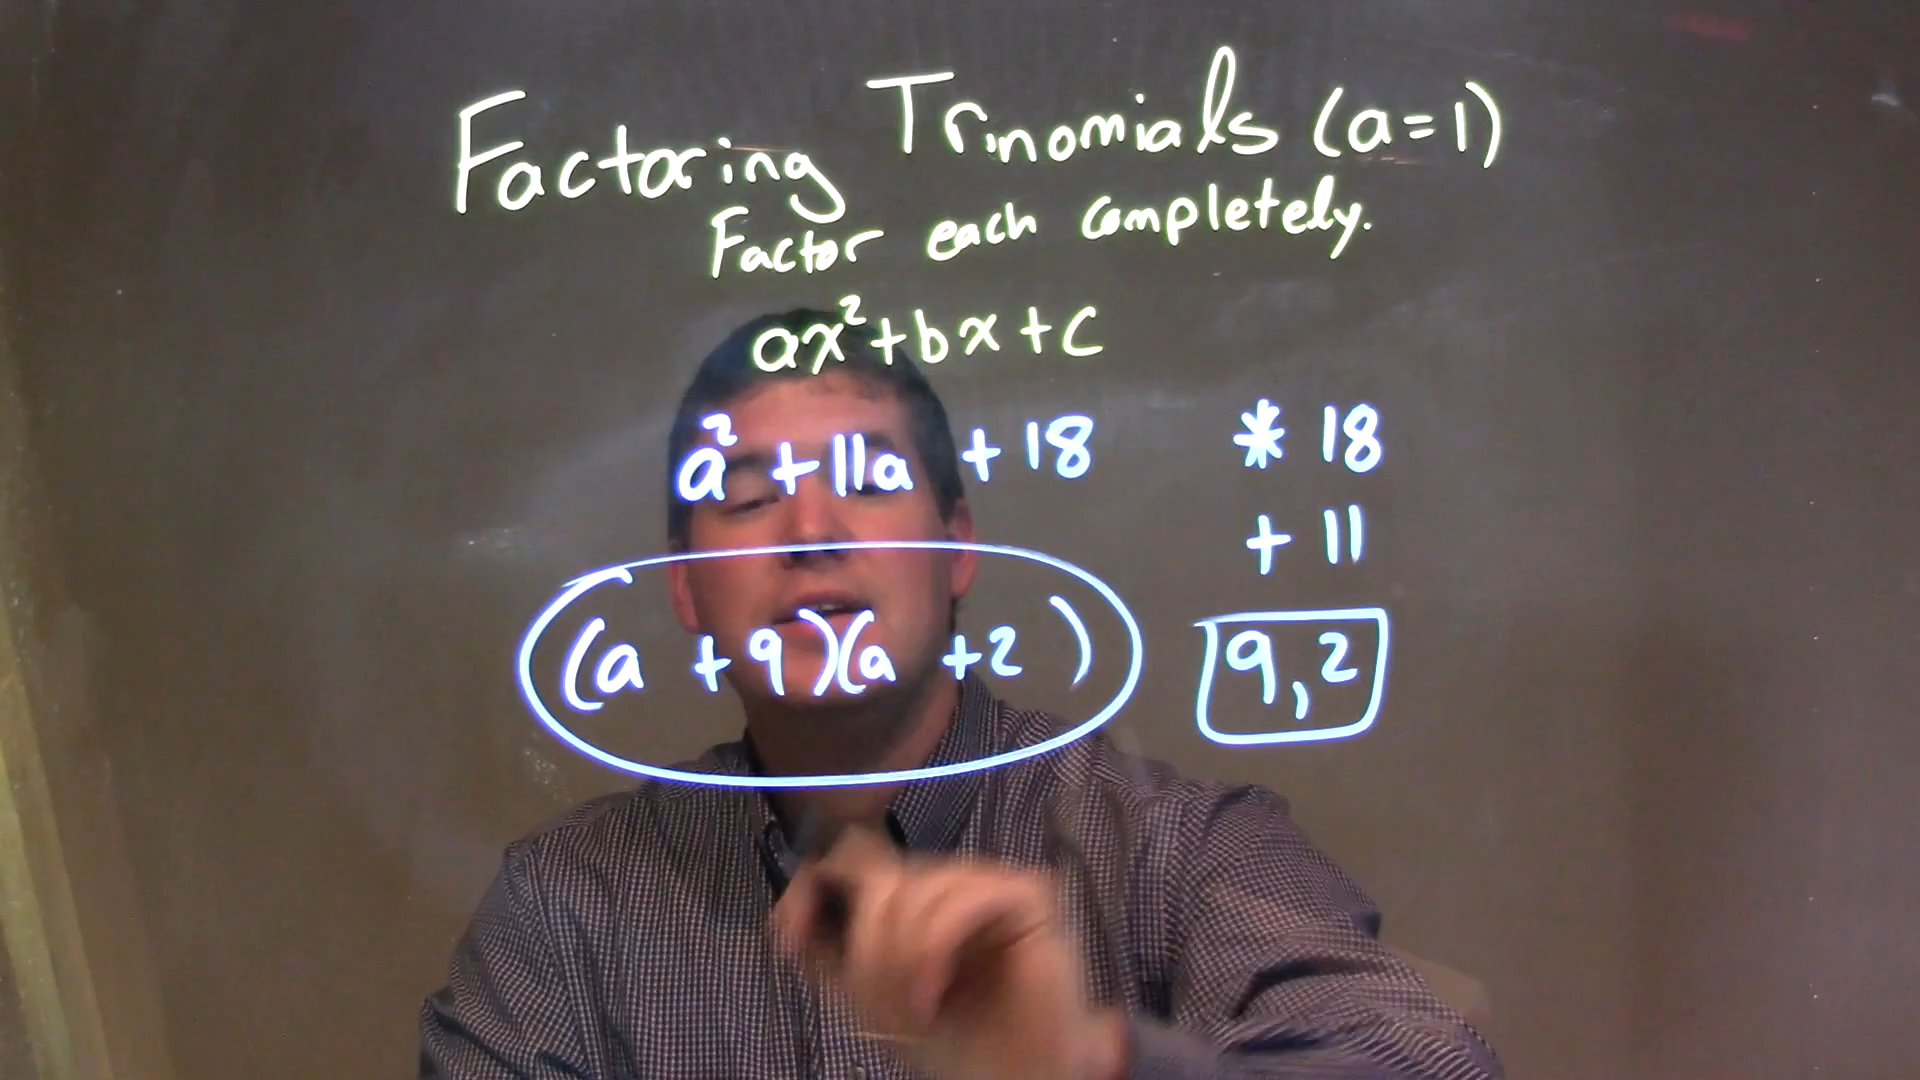 Factoring Trinomials (a=1)
Factor each completely.
ax²+bx+c
a² +11a +18
* 18
+ 11
(a +9)(a +2)
9,2